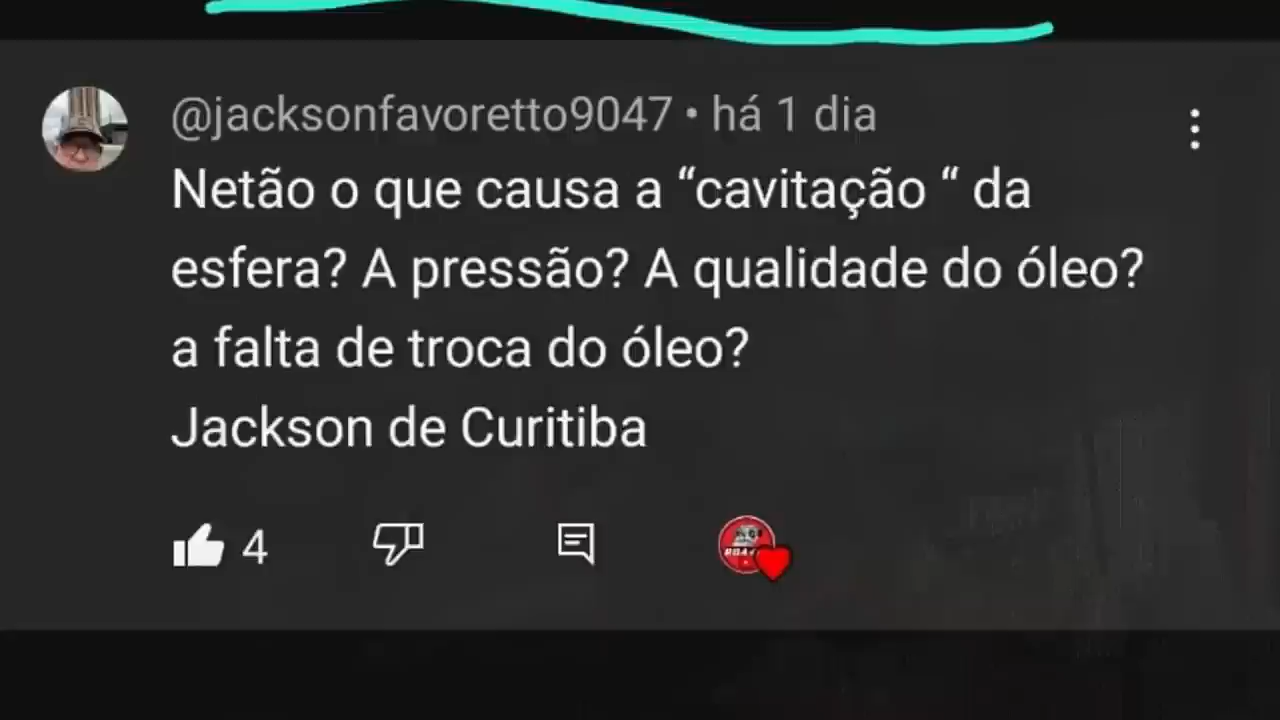 @jacksonfavoretto9047 • há 1 dia
Netão o que causa a “cavitação “ da
esfera? A pressão? A qualidade do óleo?
a falta de troca do óleo?
Jackson de Curitiba
4